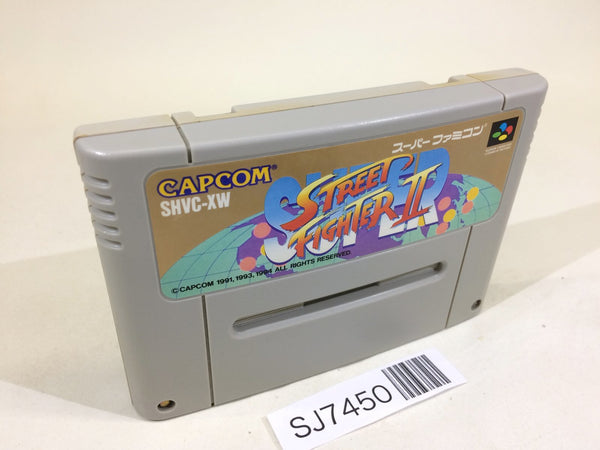 スーパーファミコン
CAPCOM
SHVC-XW
SUPER
STREET
FIGHTER II
© CAPCOM 1991,1993,1994 ALL RIGHTS RESERVED.
SJ7450